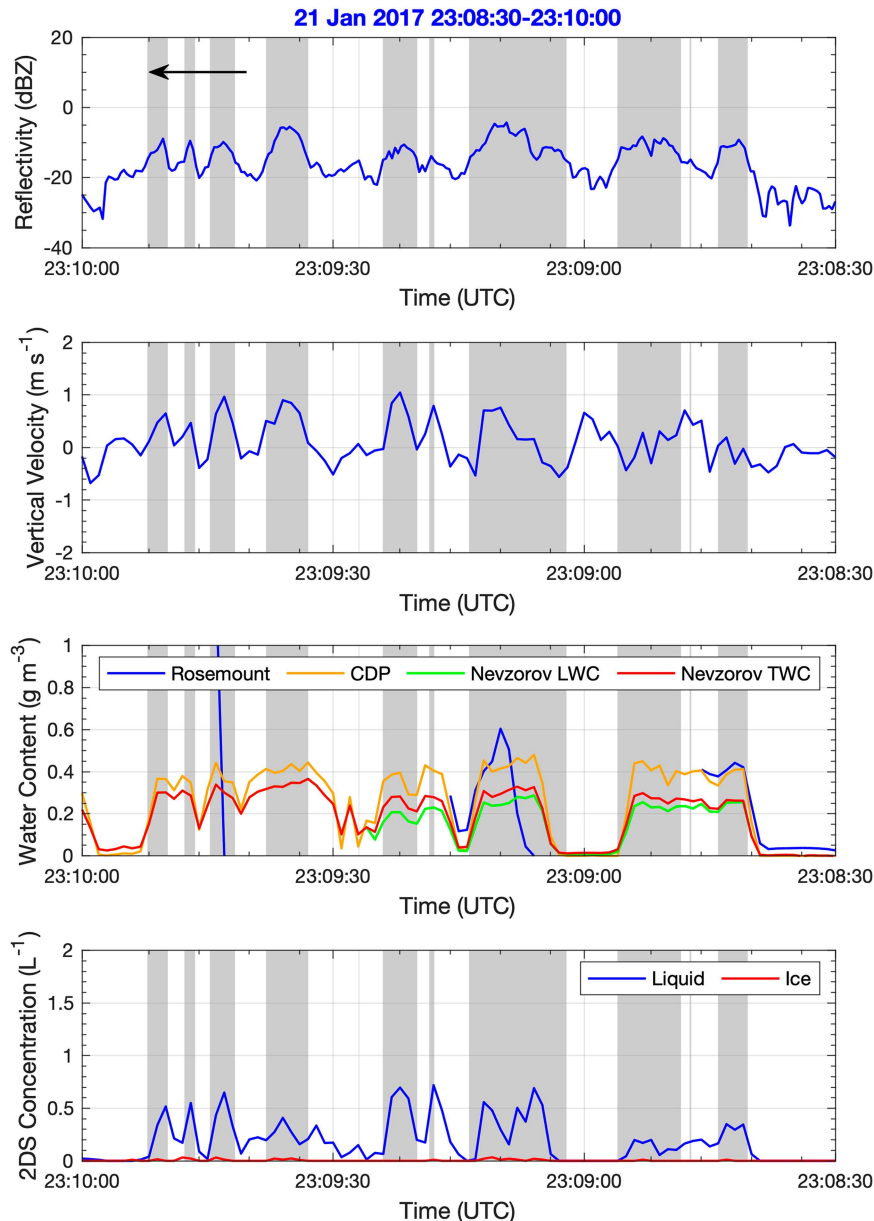 21 Jan 2017 23:08:30-23:10:00
Reflectivity (dBZ)
20
0
-20
-40
23:10:00 23:09:30 23:09:00 23:08:30
Time (UTC)
Vertical Velocity (m s⁻¹)
2
1
0
-1
-2
23:10:00 23:09:30 23:09:00 23:08:30
Time (UTC)
Water Content (g m⁻³)
1
0.8
0.6
0.4
0.2
0
Rosemount CDP Nevzorov LWC Nevzorov TWC
23:10:00 23:09:30 23:09:00 23:08:30
Time (UTC)
2DS Concentration (L⁻¹)
2
1.5
1
0.5
0
Liquid Ice
23:10:00 23:09:30 23:09:00 23:08:30
Time (UTC)